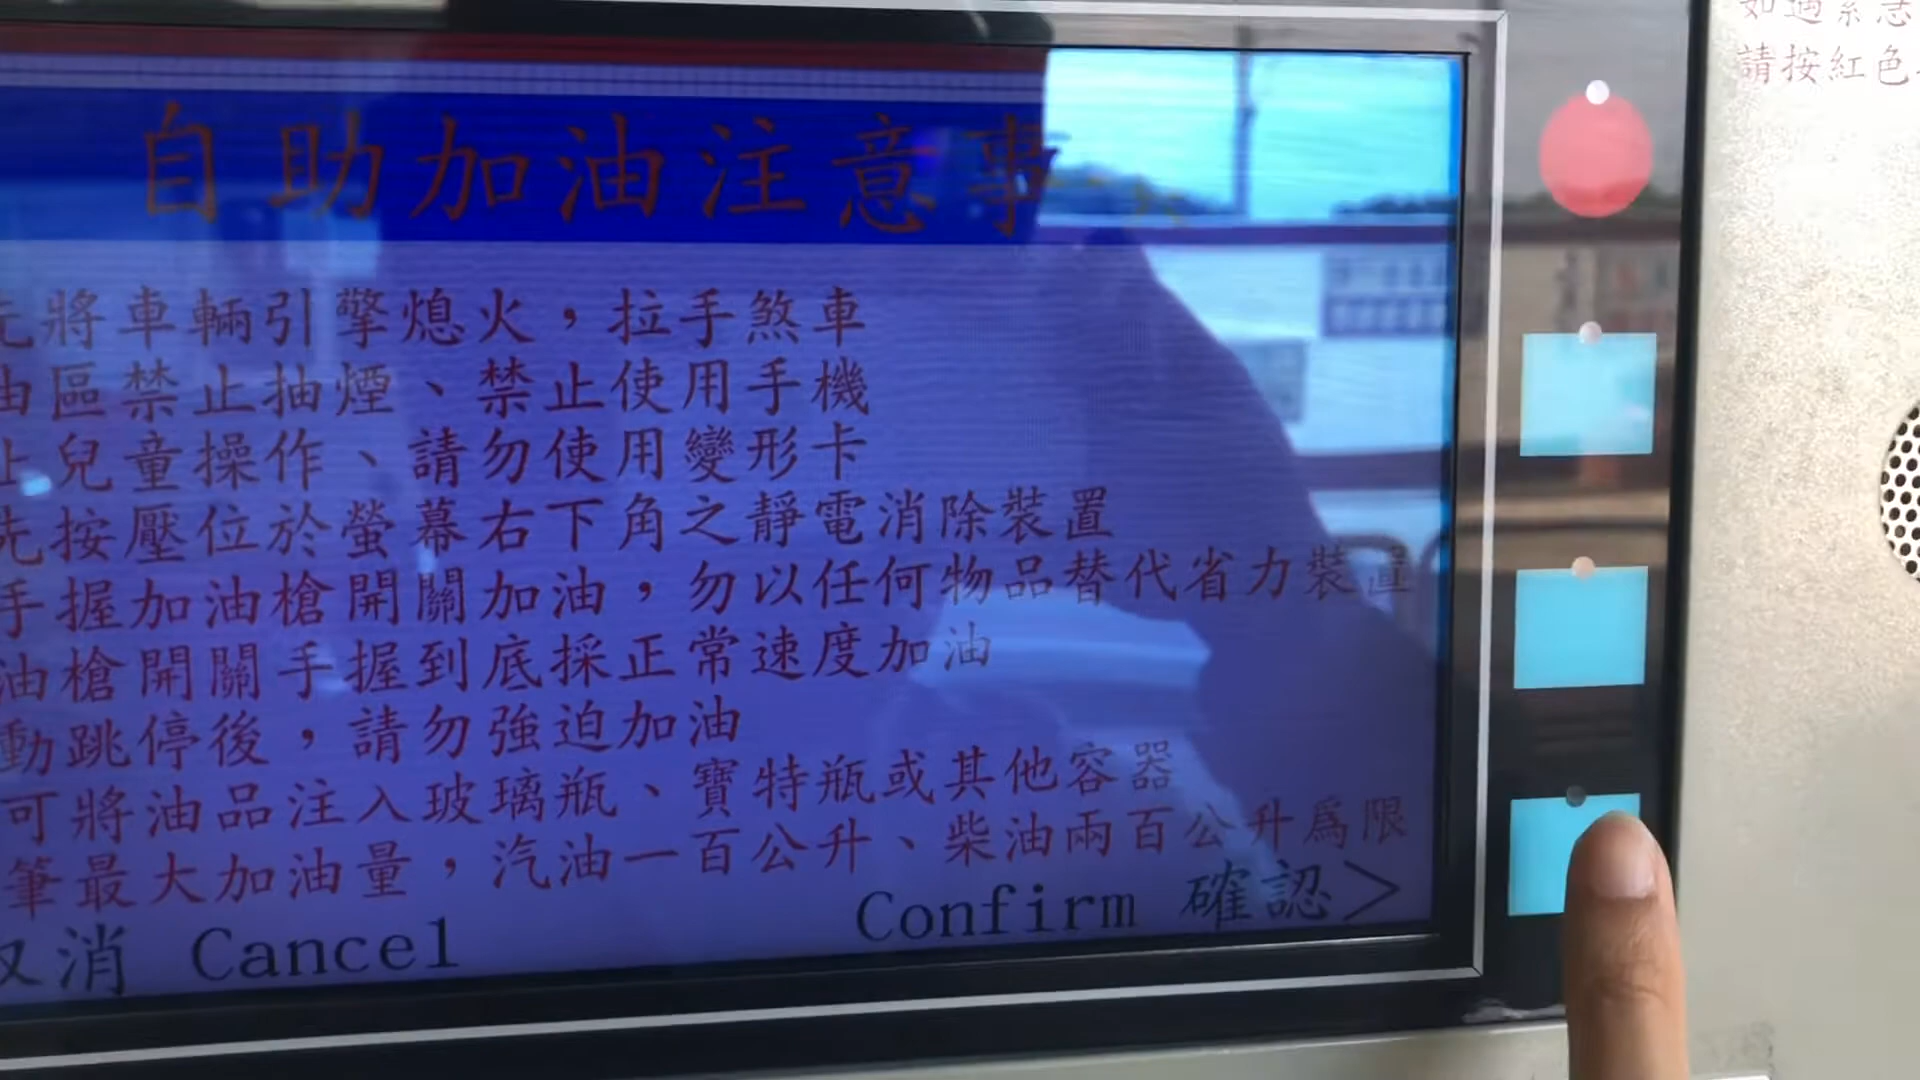 自助加油注意事
先將車輛引擎熄火，拉手煞車
油區禁止抽煙、禁止使用手機
止兒童操作、請勿使用變形卡
先按壓位於螢幕右下角之靜電消除裝置
手握加油槍開關加油，勿以任何物品替代省力裝置
油槍開關手握到底採正常速度加油
動跳停後，請勿強迫加油
可將油品注入玻璃瓶、寶特瓶或其他容器
筆最大加油量，汽油一百公升、柴油兩百公升為限
取消 Cancel
Confirm 確認>
如遇緊急
請按紅色